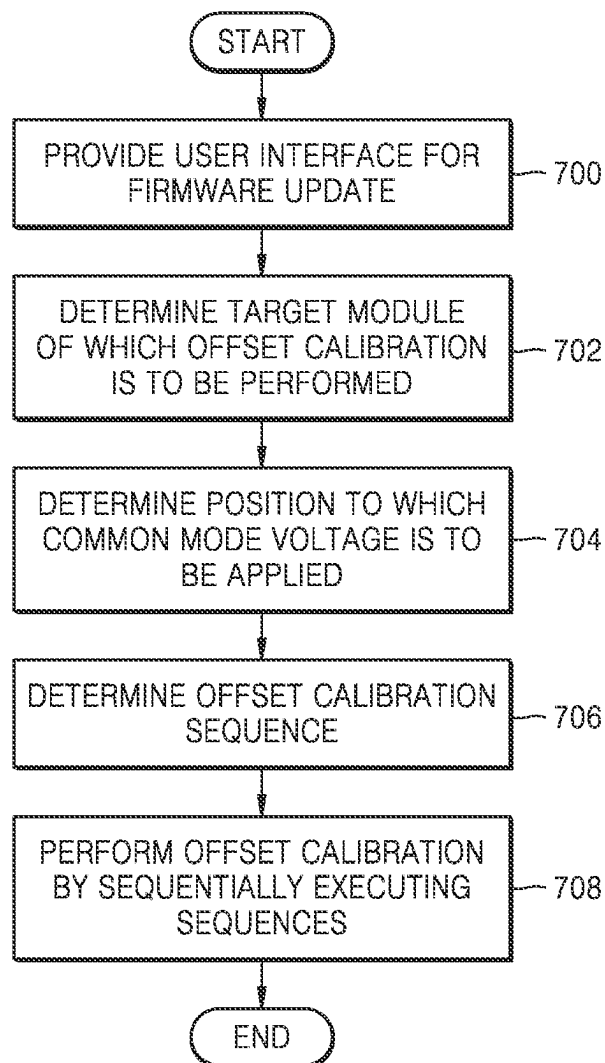 START
PROVIDE USER INTERFACE FOR
FIRMWARE UPDATE
700
DETERMINE TARGET MODULE
OF WHICH OFFSET CALIBRATION
IS TO BE PERFORMED
702
DETERMINE POSITION TO WHICH
COMMON MODE VOLTAGE IS TO
BE APPLIED
704
DETERMINE OFFSET CALIBRATION
SEQUENCE
706
PERFORM OFFSET CALIBRATION
BY SEQUENTIALLY EXECUTING
SEQUENCES
708
END